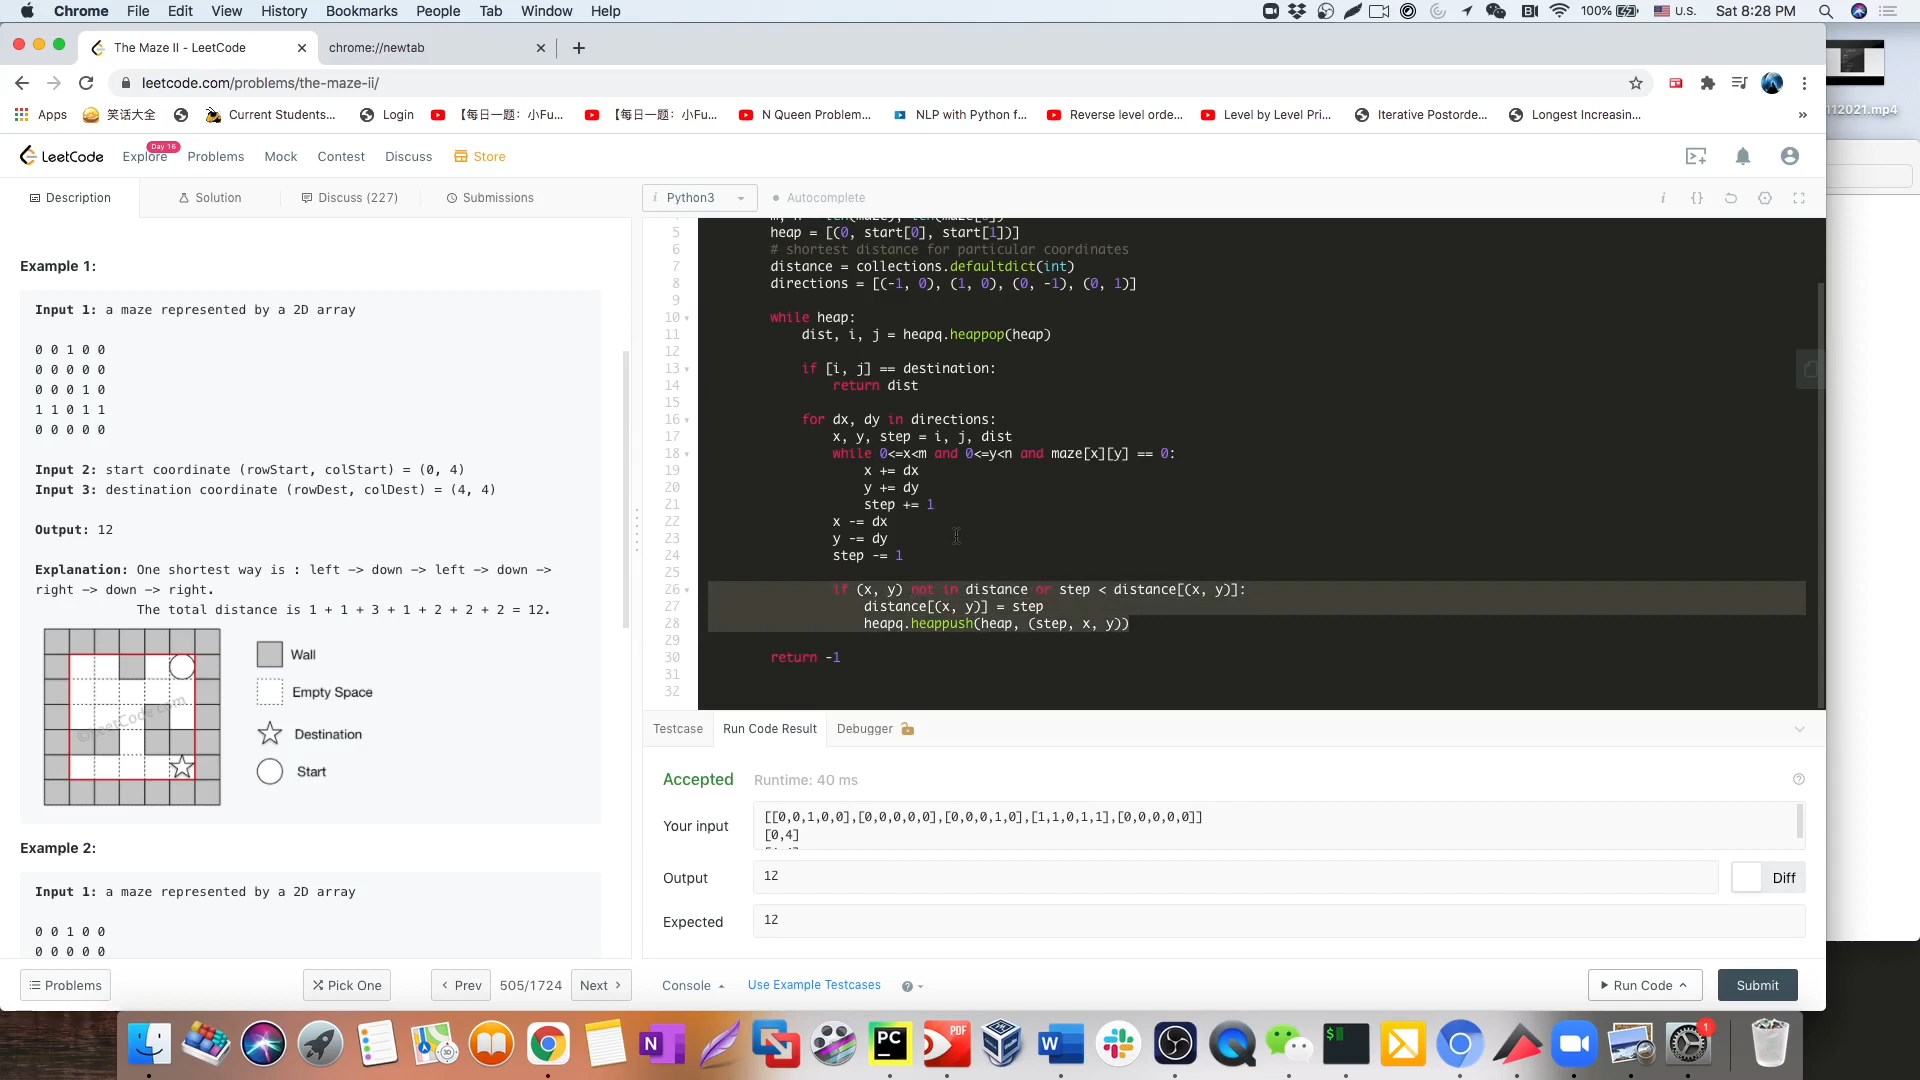 Chrome File Edit View History Bookmarks People Tab Window Help 100% U.S. Sat 8:28 PM
The Maze II - LeetCode chrome://newtab
leetcode.com/problems/the-maze-ii/
Apps 笑话大全 Current Students... Login 【每日一题：小Fu... 【每日一题：小Fu... N Queen Problem... NLP with Python f... Reverse level orde... Level by Level Pri... Iterative Postorde... Longest Increasin... »
112021.mp4
LeetCode Explore Day 16 Problems Mock Contest Discuss Store
Description Solution Discuss (227) Submissions
i Python3 Autocomplete
Example 1:
Input 1: a maze represented by a 2D array
0 0 1 0 0
0 0 0 0 0
0 0 0 1 0
1 1 0 1 1
0 0 0 0 0
Input 2: start coordinate (rowStart, colStart) = (0, 4)
Input 3: destination coordinate (rowDest, colDest) = (4, 4)
Output: 12
Explanation: One shortest way is : left -> down -> left -> down ->
right -> down -> right.
The total distance is 1 + 1 + 3 + 1 + 2 + 2 + 2 = 12.
Wall
Empty Space
Destination
Start
©leetCode.com
Example 2:
Input 1: a maze represented by a 2D array
0 0 1 0 0
0 0 0 0 0
5 heap = [(0, start[0], start[1])]
6 # shortest distance for particular coordinates
7 distance = collections.defaultdict(int)
8 directions = [(-1, 0), (1, 0), (0, -1), (0, 1)]
9
10 while heap:
11 dist, i, j = heapq.heappop(heap)
12
13 if [i, j] == destination:
14 return dist
15
16 for dx, dy in directions:
17 x, y, step = i, j, dist
18 while 0<=x<m and 0<=y<n and maze[x][y] == 0:
19 x += dx
20 y += dy
21 step += 1
22 x -= dx
23 y -= dy
24 step -= 1
25
26 if (x, y) not in distance or step < distance[(x, y)]:
27 distance[(x, y)] = step
28 heapq.heappush(heap, (step, x, y))
29
30 return -1
31
32
Testcase Run Code Result Debugger
Accepted Runtime: 40 ms
Your input
[[0,0,1,0,0],[0,0,0,0,0],[0,0,0,1,0],[1,1,0,1,1],[0,0,0,0,0]]
[0,4]
Output 12 Diff
Expected 12
Problems Pick One Prev 505/1724 Next
Console Use Example Testcases Run Code Submit
30 N PC PDF W $ 1